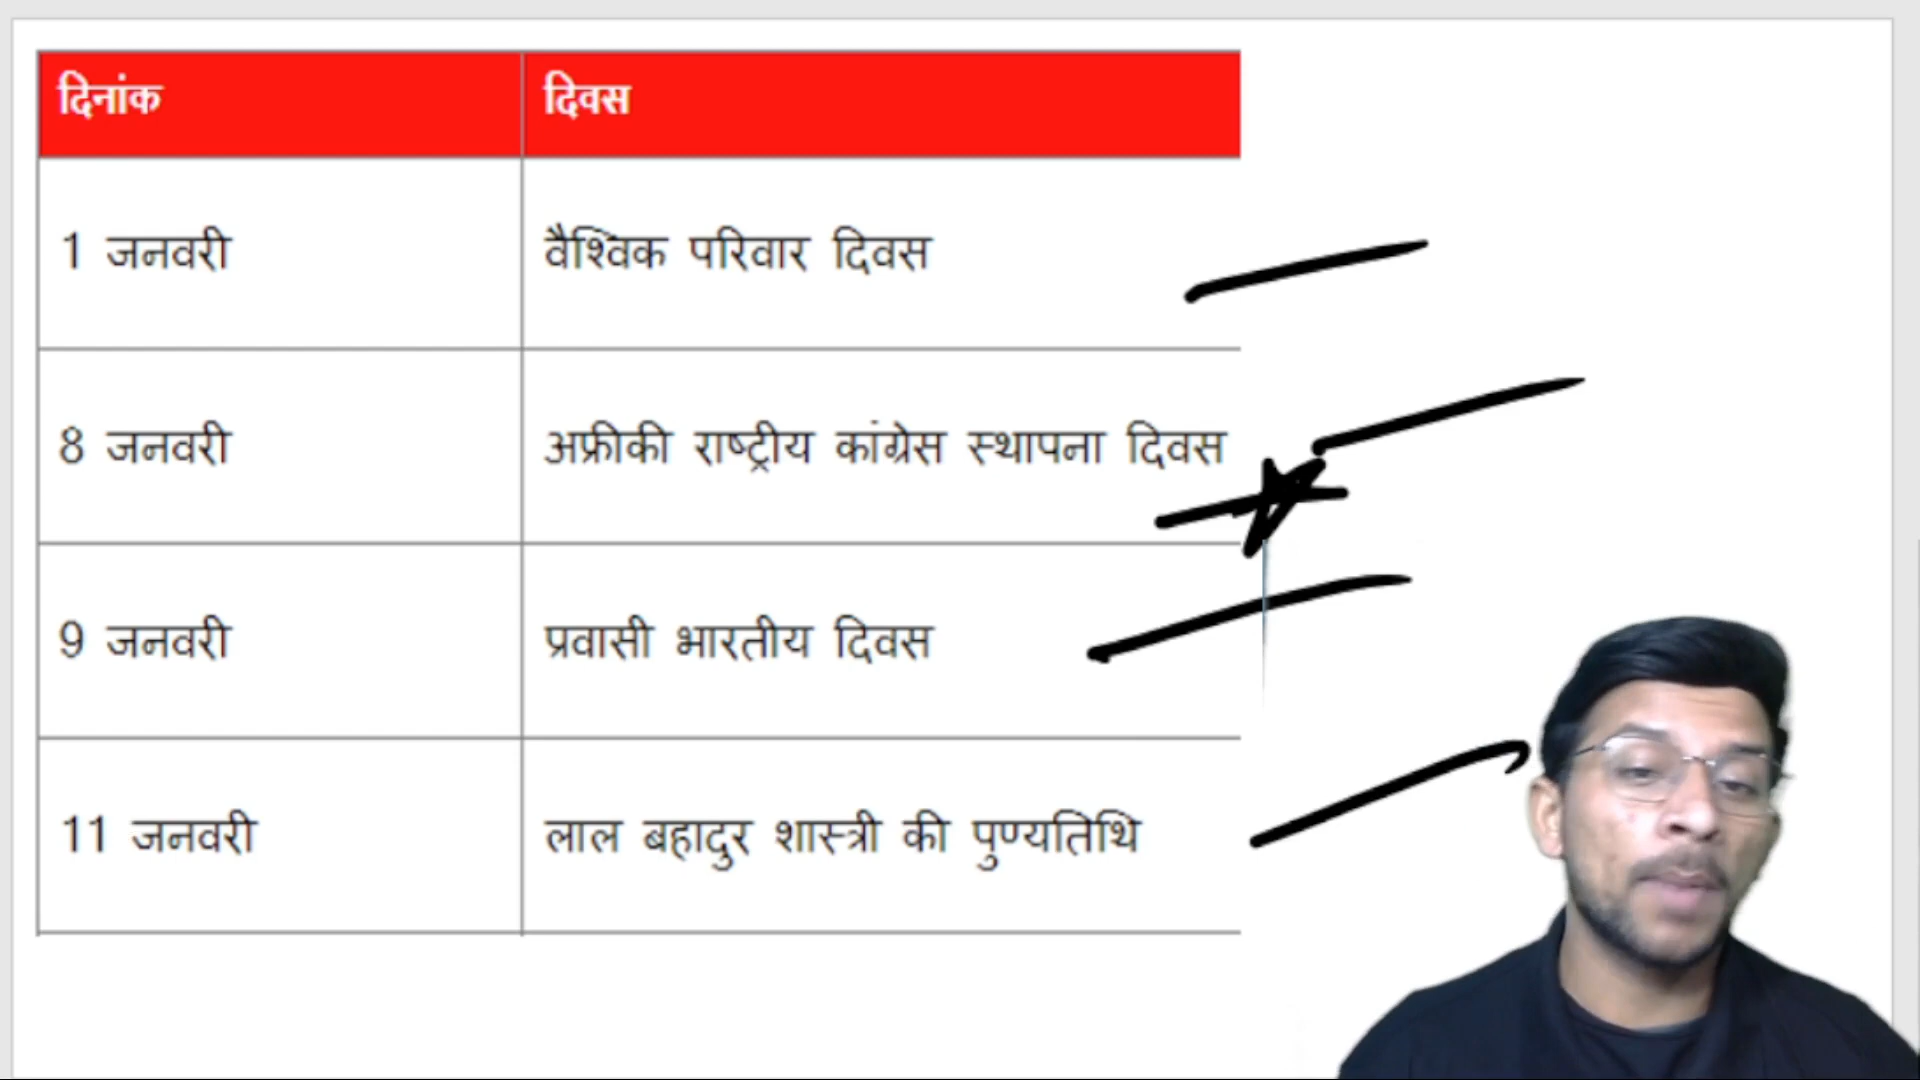 दिनांक दिवस
1 जनवरी वैश्विक परिवार दिवस
8 जनवरी अफ्रीकी राष्ट्रीय कांग्रेस स्थापना दिवस
9 जनवरी प्रवासी भारतीय दिवस
11 जनवरी लाल बहादुर शास्त्री की पुण्यतिथि